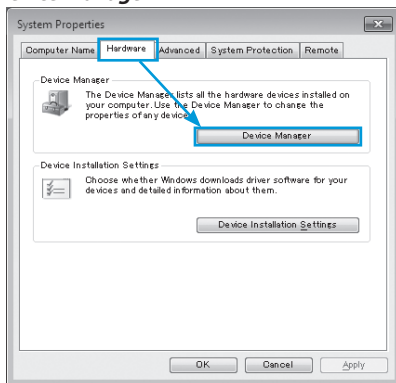 System Properties
Computer Name Hardware Advanced System Protection Remote
Device Manager
The Device Manager lists all the hardware devices installed on
your computer. Use the Device Manager to change the
properties of any device.
Device Manager
Device Installation Settings
Choose whether Windows downloads driver software for your
devices and detailed information about them.
Device Installation Settings
OK Cancel Apply